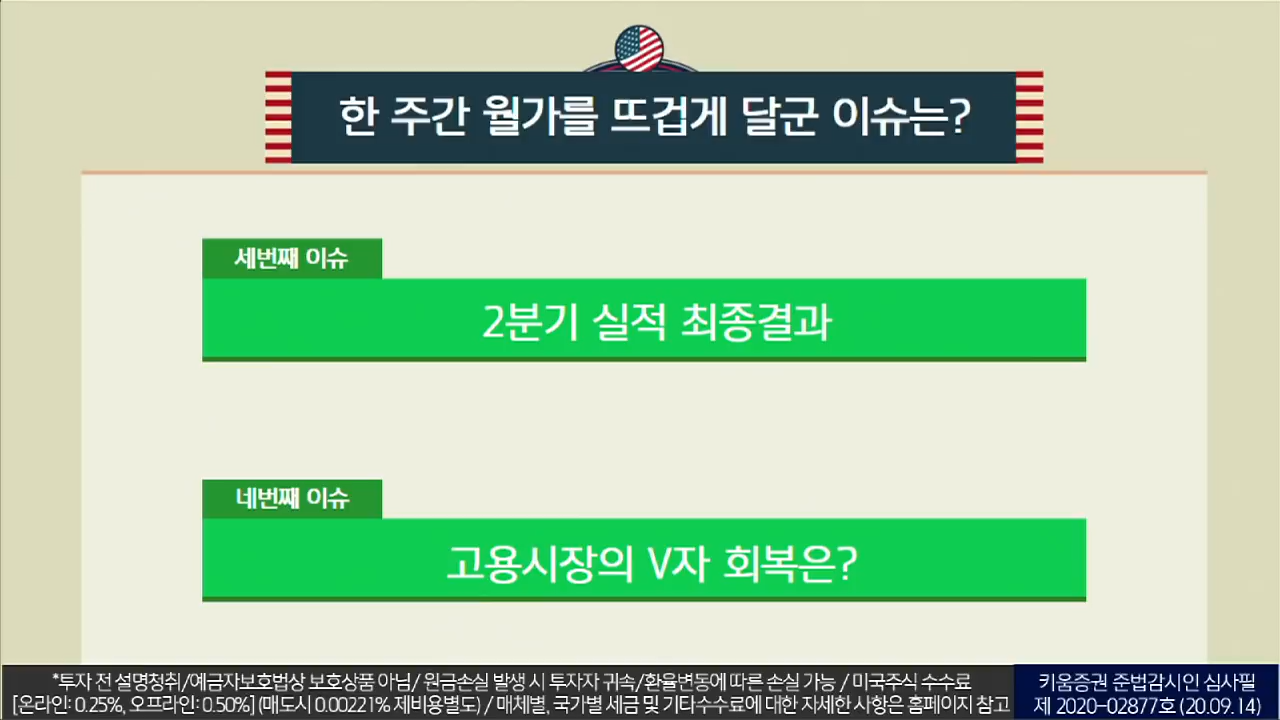 한 주간 월가를 뜨겁게 달군 이슈는?
세번째 이슈
2분기 실적 최종결과
네번째 이슈
고용시장의 V자 회복은?
*투자 전 설명청취/예금자보호법상 보호상품 아님/ 원금손실 발생 시 투자자 귀속/환율변동에 따른 손실 가능 / 미국주식 수수료
[온라인: 0.25%, 오프라인: 0.50%] (매도시 0.00221% 제비용별도) / 매체별, 국가별 세금 및 기타수수료에 대한 자세한 사항은 홈페이지 참고
키움증권 준법감시인 심사필
제 2020-02877호 (20.09.14)